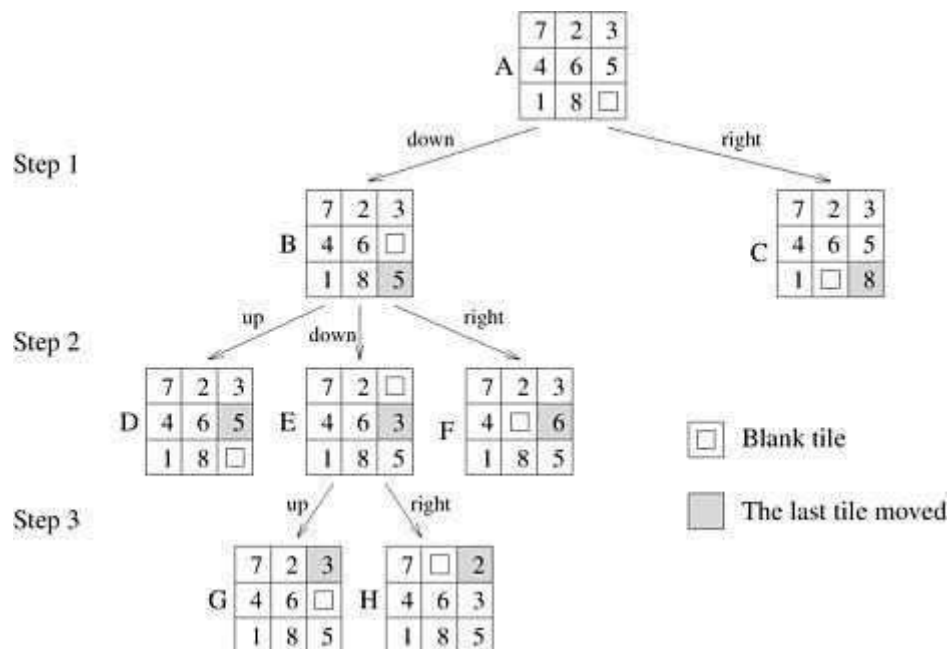 7 2 3
A 4 6 5
1 8
down right
Step 1
7 2 3 7 2 3
B 4 6 C 4 6 5
1 8 5 1 8
up down right
Step 2
7 2 3 7 2 7 2 3
D 4 6 5 E 4 6 3 F 4 6
1 8 1 8 5 1 8 5
Blank tile
up right
Step 3
The last tile moved
7 2 3 7 2
G 4 6 H 4 6 3
1 8 5 1 8 5